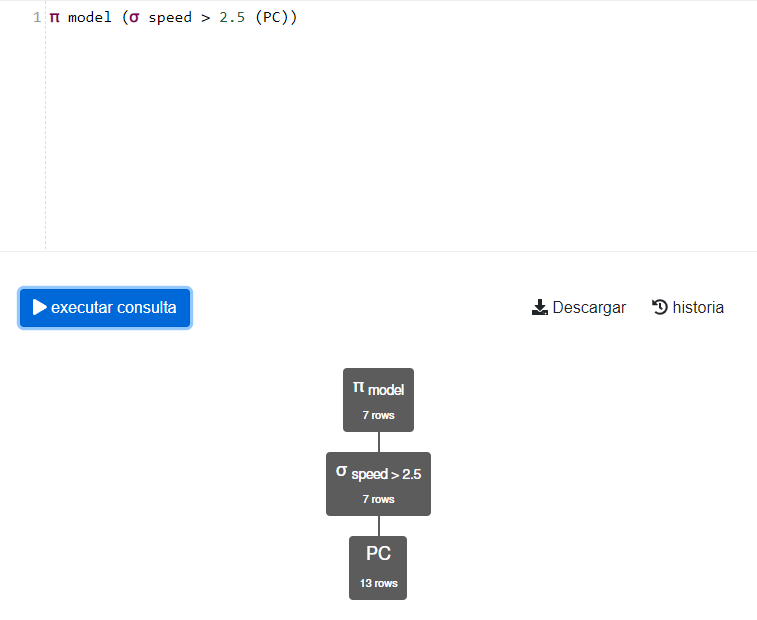 1 π model (σ speed > 2.5 (PC))
executar consulta
Descargar
historia
π model
7 rows
σ speed > 2.5
7 rows
PC
13 rows